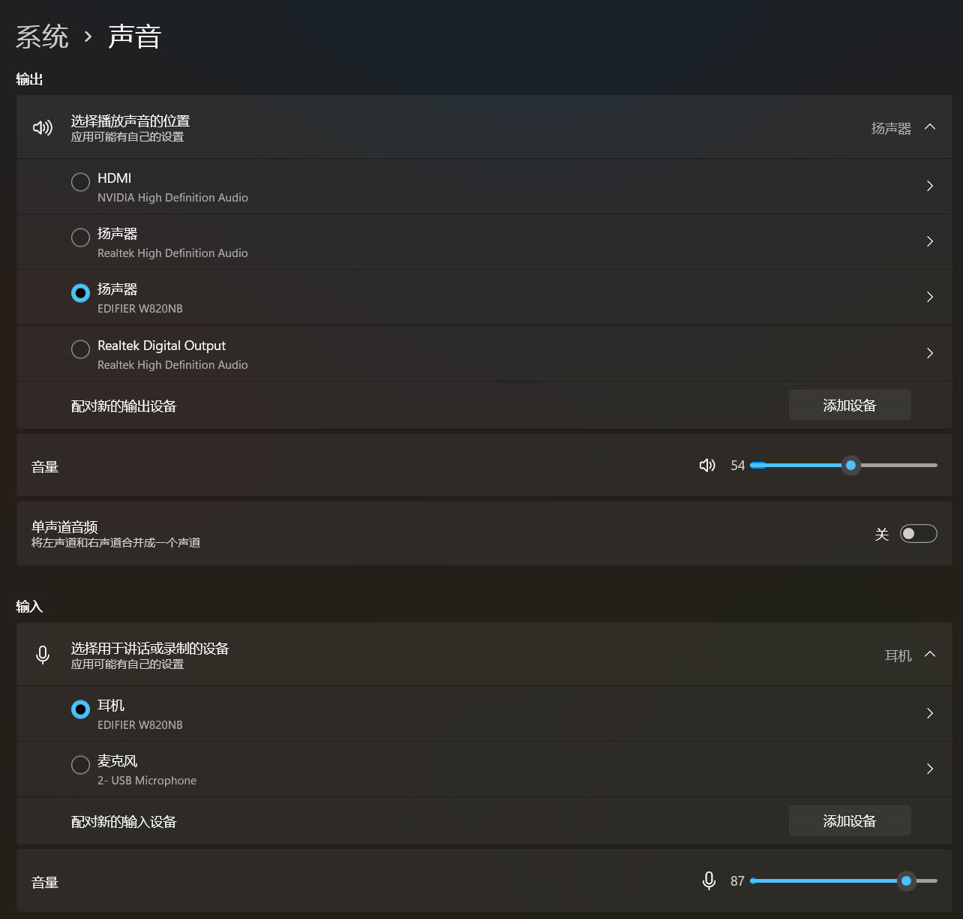 系统 › 声音
输出
选择播放声音的位置
应用可能有自己的设置
扬声器
HDMI
NVIDIA High Definition Audio
扬声器
Realtek High Definition Audio
扬声器
EDIFIER W820NB
Realtek Digital Output
Realtek High Definition Audio
配对新的输出设备
添加设备
音量
54
单声道音频
将左声道和右声道合并成一个声道
关
输入
选择用于讲话或录制的设备
应用可能有自己的设置
耳机
耳机
EDIFIER W820NB
麦克风
2- USB Microphone
配对新的输入设备
添加设备
音量
87